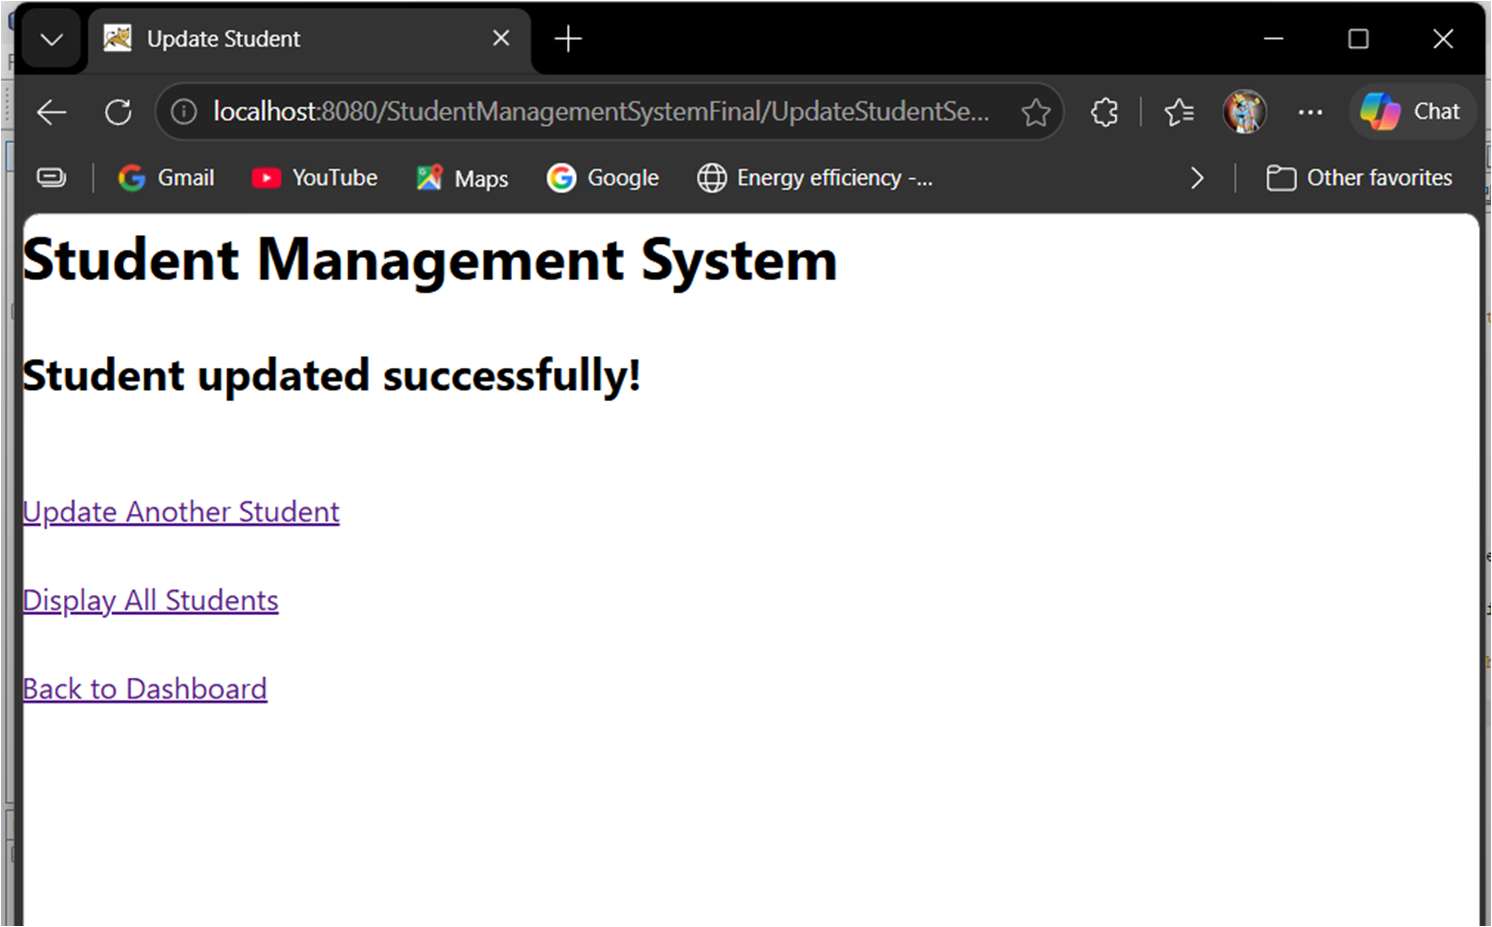 Update Student
localhost:8080/StudentManagementSystemFinal/UpdateStudentSe...
Chat
Gmail
YouTube
Maps
Google
Energy efficiency -...
Other favorites
Student Management System
Student updated successfully!
Update Another Student
Display All Students
Back to Dashboard